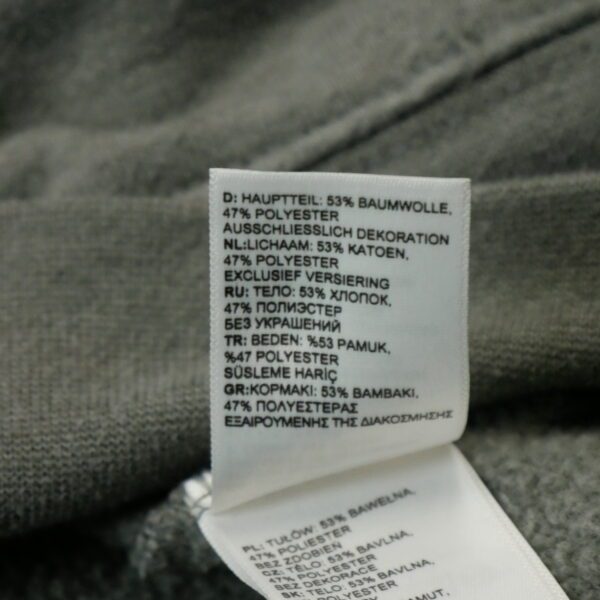 D: HAUPTTEIL: 53% BAUMWOLLE,
47% POLYESTER
AUSSCHLIESSLICH DEKORATION
NL:LICHAAM: 53% KATOEN,
47% POLYESTER
EXCLUSIEF VERSIERING
RU: ТЕЛО: 53% ХЛОПОК,
47% ПОЛИЭСТЕР
БЕЗ УКРАШЕНИЙ
TR: BEDEN: %53 PAMUK,
%47 POLYESTER
SÜSLEME HARİÇ
GR:ΚΟΡΜΑΚΙ: 53% ΒΑΜΒΑΚΙ,
47% ΠΟΛΥΕΣΤΕΡΑΣ
ΕΞΑΙΡΟΥΜΕΝΗΣ ΤΗΣ ΔΙΑΚΟΣΜΗΣΗΣ
PL: TUŁÓW: 53% BAWEŁNA,
47% POLIESTER
BEZ ZDOBIEŃ
CZ: TĚLO: 53% BAVLNA,
47% POLYESTER
BEZ DEKORACE
SK: TELO: 53% BAVLNA,